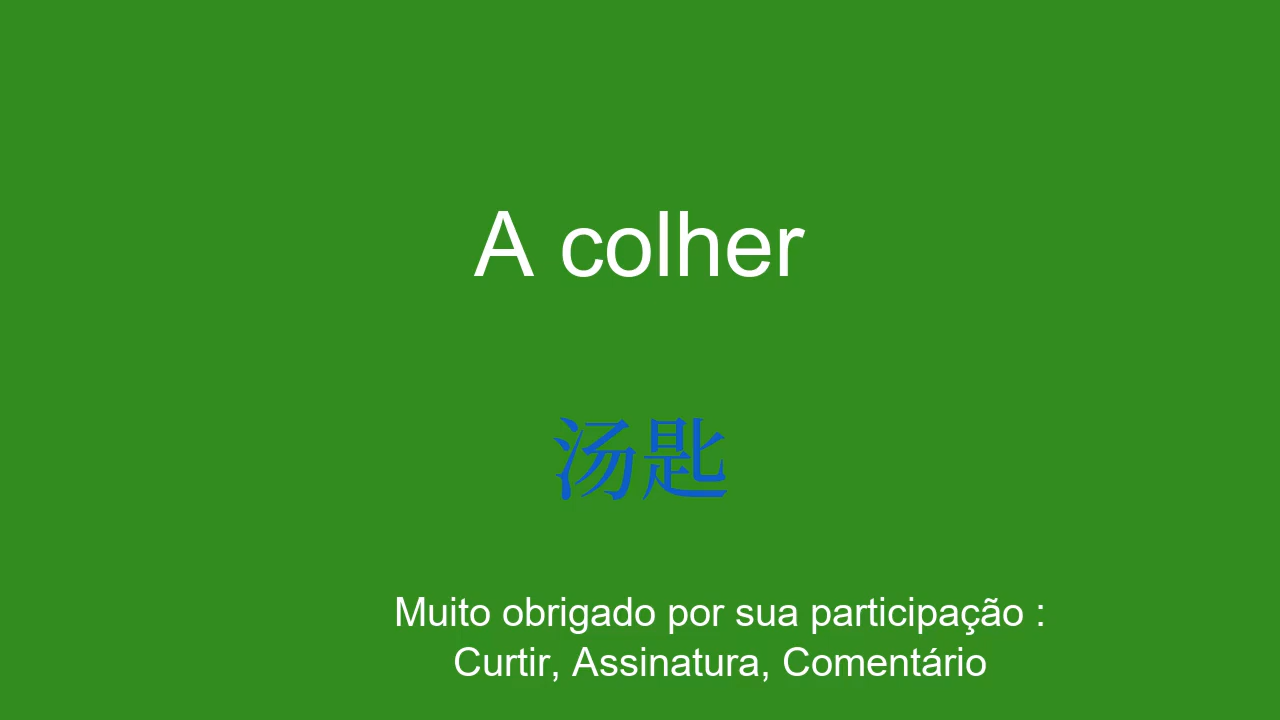 A colher
汤匙
Muito obrigado por sua participação :
Curtir, Assinatura, Comentário